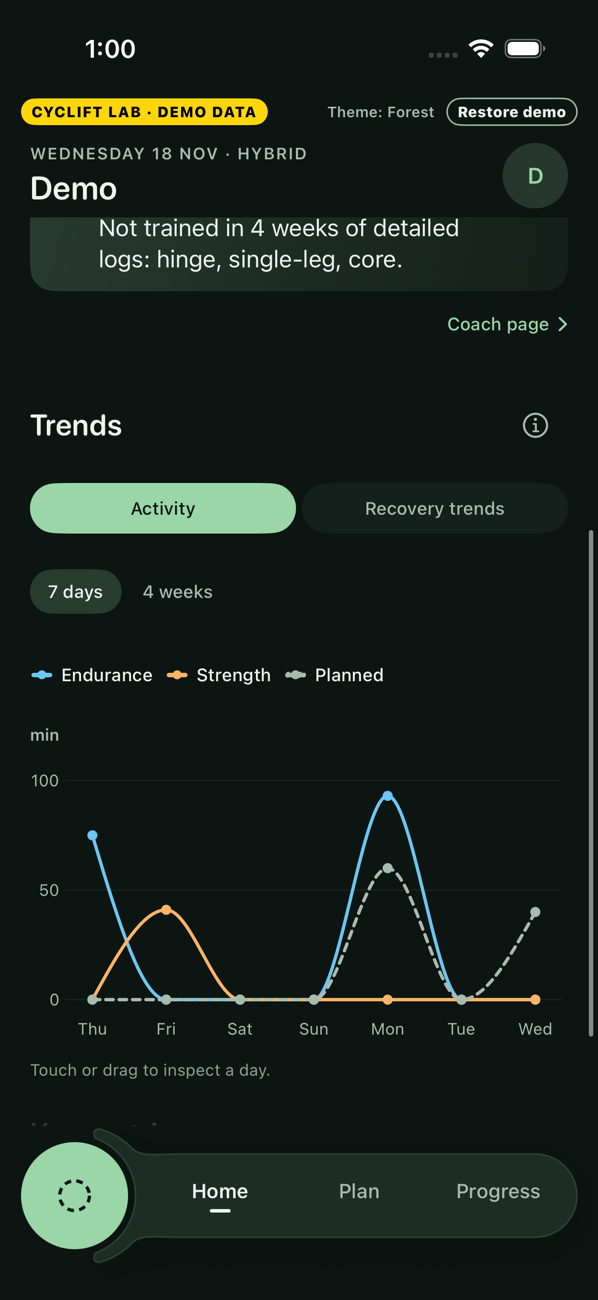 1:00
CYCLIFT LAB · DEMO DATA
Theme: Forest
Restore demo
WEDNESDAY 18 NOV · HYBRID
Demo
D
Not trained in 4 weeks of detailed
logs: hinge, single-leg, core.
Coach page
Trends
Activity
Recovery trends
7 days
4 weeks
Endurance
Strength
Planned
min
100
50
0
Thu Fri Sat Sun Mon Tue Wed
Touch or drag to inspect a day.
Home
Plan
Progress